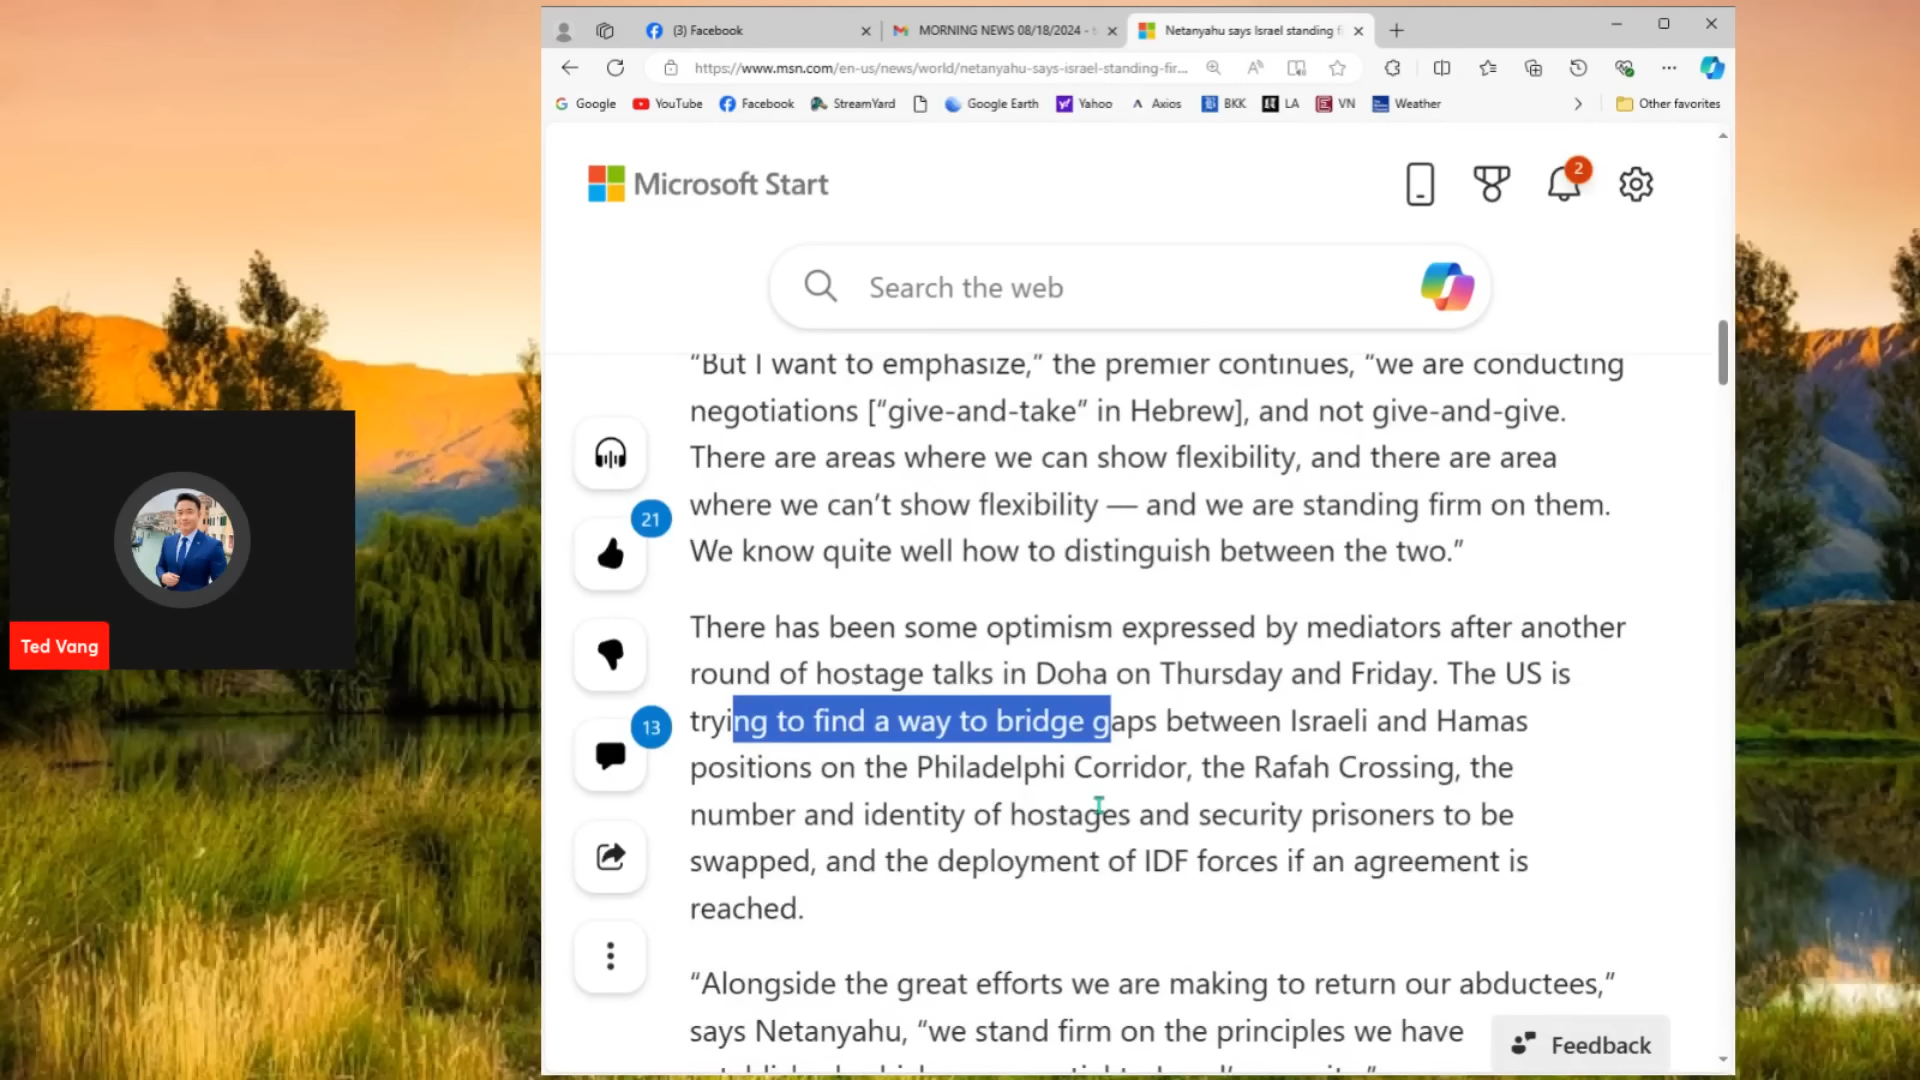 (3) Facebook
MORNING NEWS 08/18/2024 -
Netanyahu says Israel standing f
https://www.msn.com/en-us/news/world/netanyahu-says-israel-standing-fir...
Google YouTube Facebook StreamYard Google Earth Yahoo Axios BKK LA VN Weather Other favorites
Microsoft Start
2
Search the web
“But I want to emphasize,” the premier continues, “we are conducting
negotiations [“give-and-take” in Hebrew], and not give-and-give.
There are areas where we can show flexibility, and there are area
where we can’t show flexibility — and we are standing firm on them.
We know quite well how to distinguish between the two.”
21
There has been some optimism expressed by mediators after another
round of hostage talks in Doha on Thursday and Friday. The US is
trying to find a way to bridge gaps between Israeli and Hamas
positions on the Philadelphi Corridor, the Rafah Crossing, the
number and identity of hostages and security prisoners to be
swapped, and the deployment of IDF forces if an agreement is
reached.
13
“Alongside the great efforts we are making to return our abductees,”
says Netanyahu, “we stand firm on the principles we have
Feedback
Ted Vang